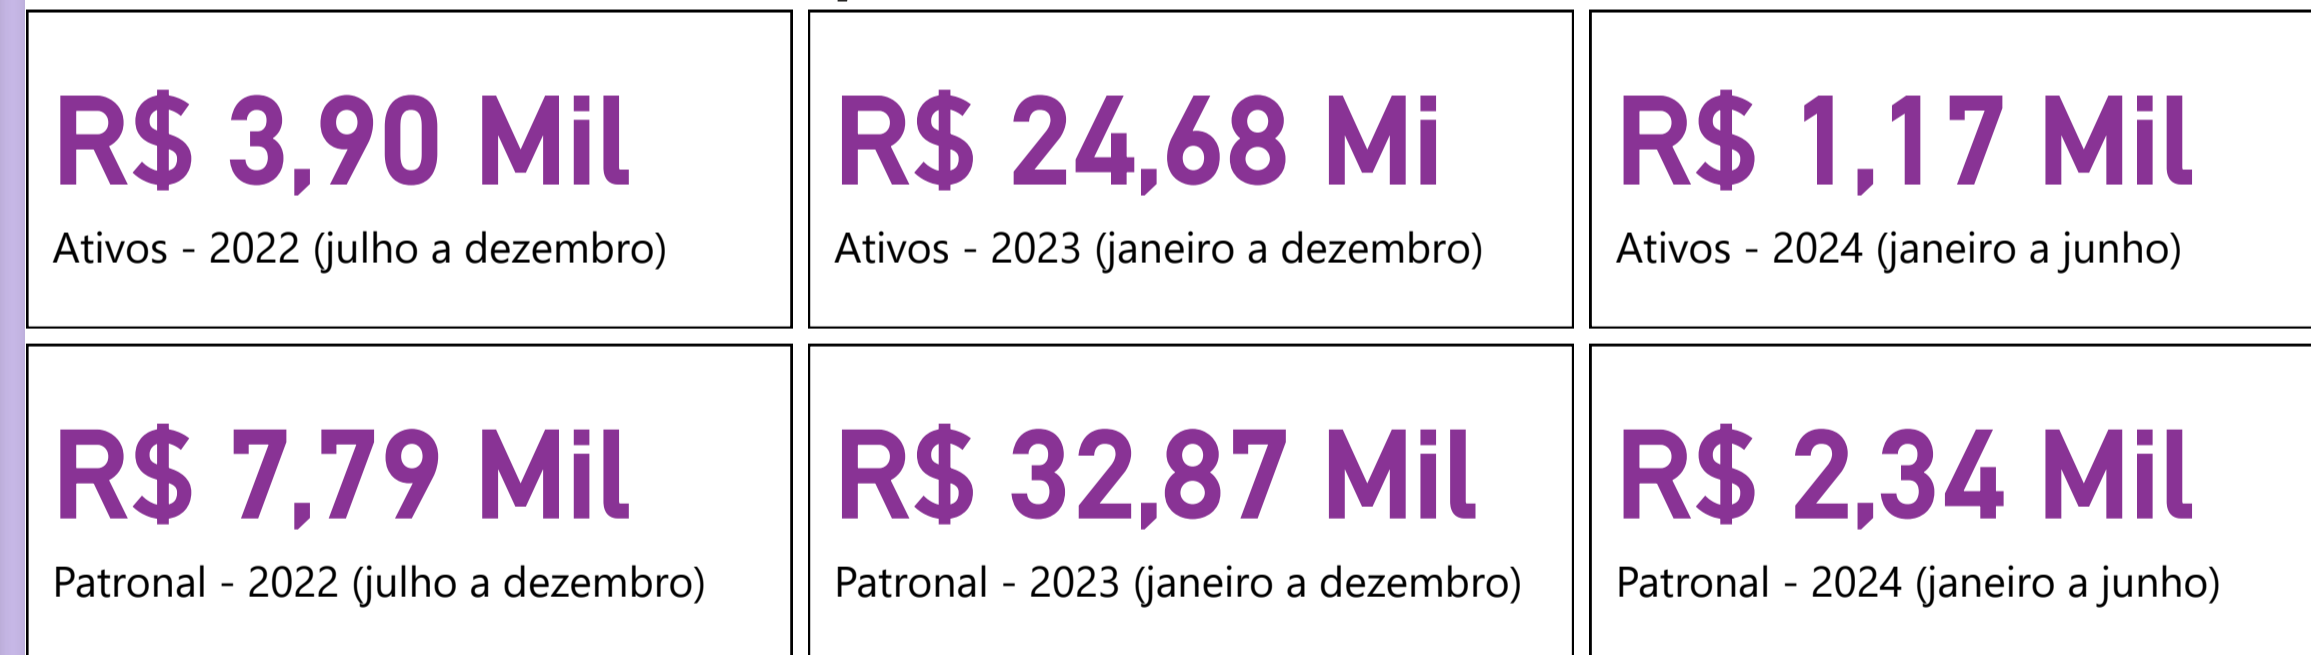 R$ 3,90 Mil
Ativos - 2022 (julho a dezembro)
R$ 24,68 Mi
Ativos - 2023 (janeiro a dezembro)
R$ 1,17 Mil
Ativos - 2024 (janeiro a junho)
R$ 7,79 Mil
Patronal - 2022 (julho a dezembro)
R$ 32,87 Mil
Patronal - 2023 (janeiro a dezembro)
R$ 2,34 Mil
Patronal - 2024 (janeiro a junho)